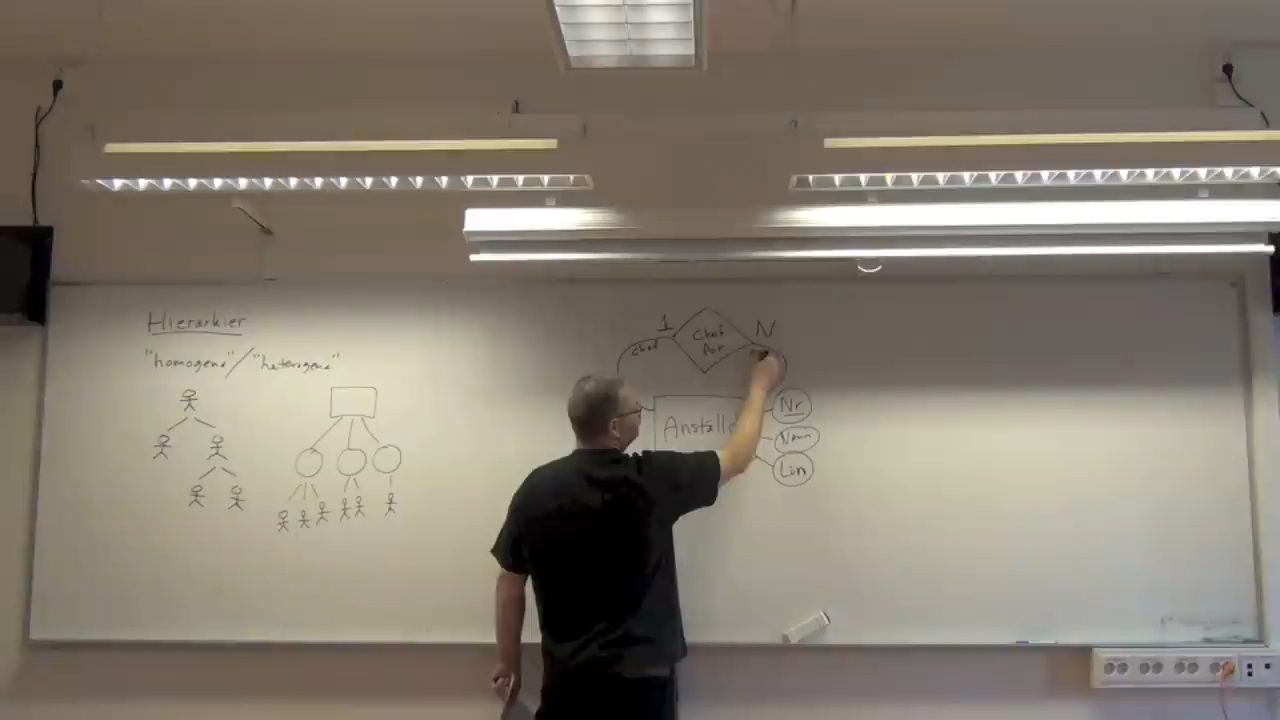 Hierarkier
"homogena"/"heterogena"
1
N
chef
Chef
för
Anställd
Nr
Namn
Lön